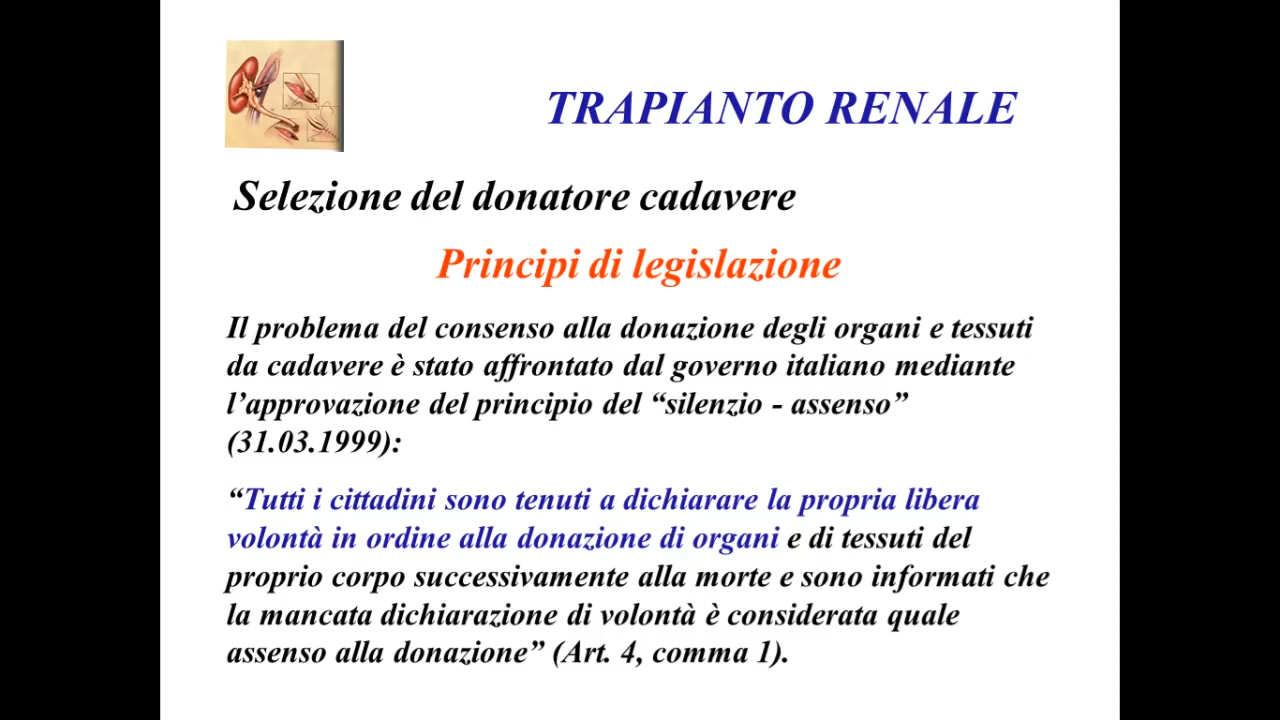 TRAPIANTO RENALE
Selezione del donatore cadavere
Principi di legislazione
Il problema del consenso alla donazione degli organi e tessuti
da cadavere è stato affrontato dal governo italiano mediante
l’approvazione del principio del “silenzio - assenso”
(31.03.1999):
“Tutti i cittadini sono tenuti a dichiarare la propria libera
volontà in ordine alla donazione di organi e di tessuti del
proprio corpo successivamente alla morte e sono informati che
la mancata dichiarazione di volontà è considerata quale
assenso alla donazione” (Art. 4, comma 1).